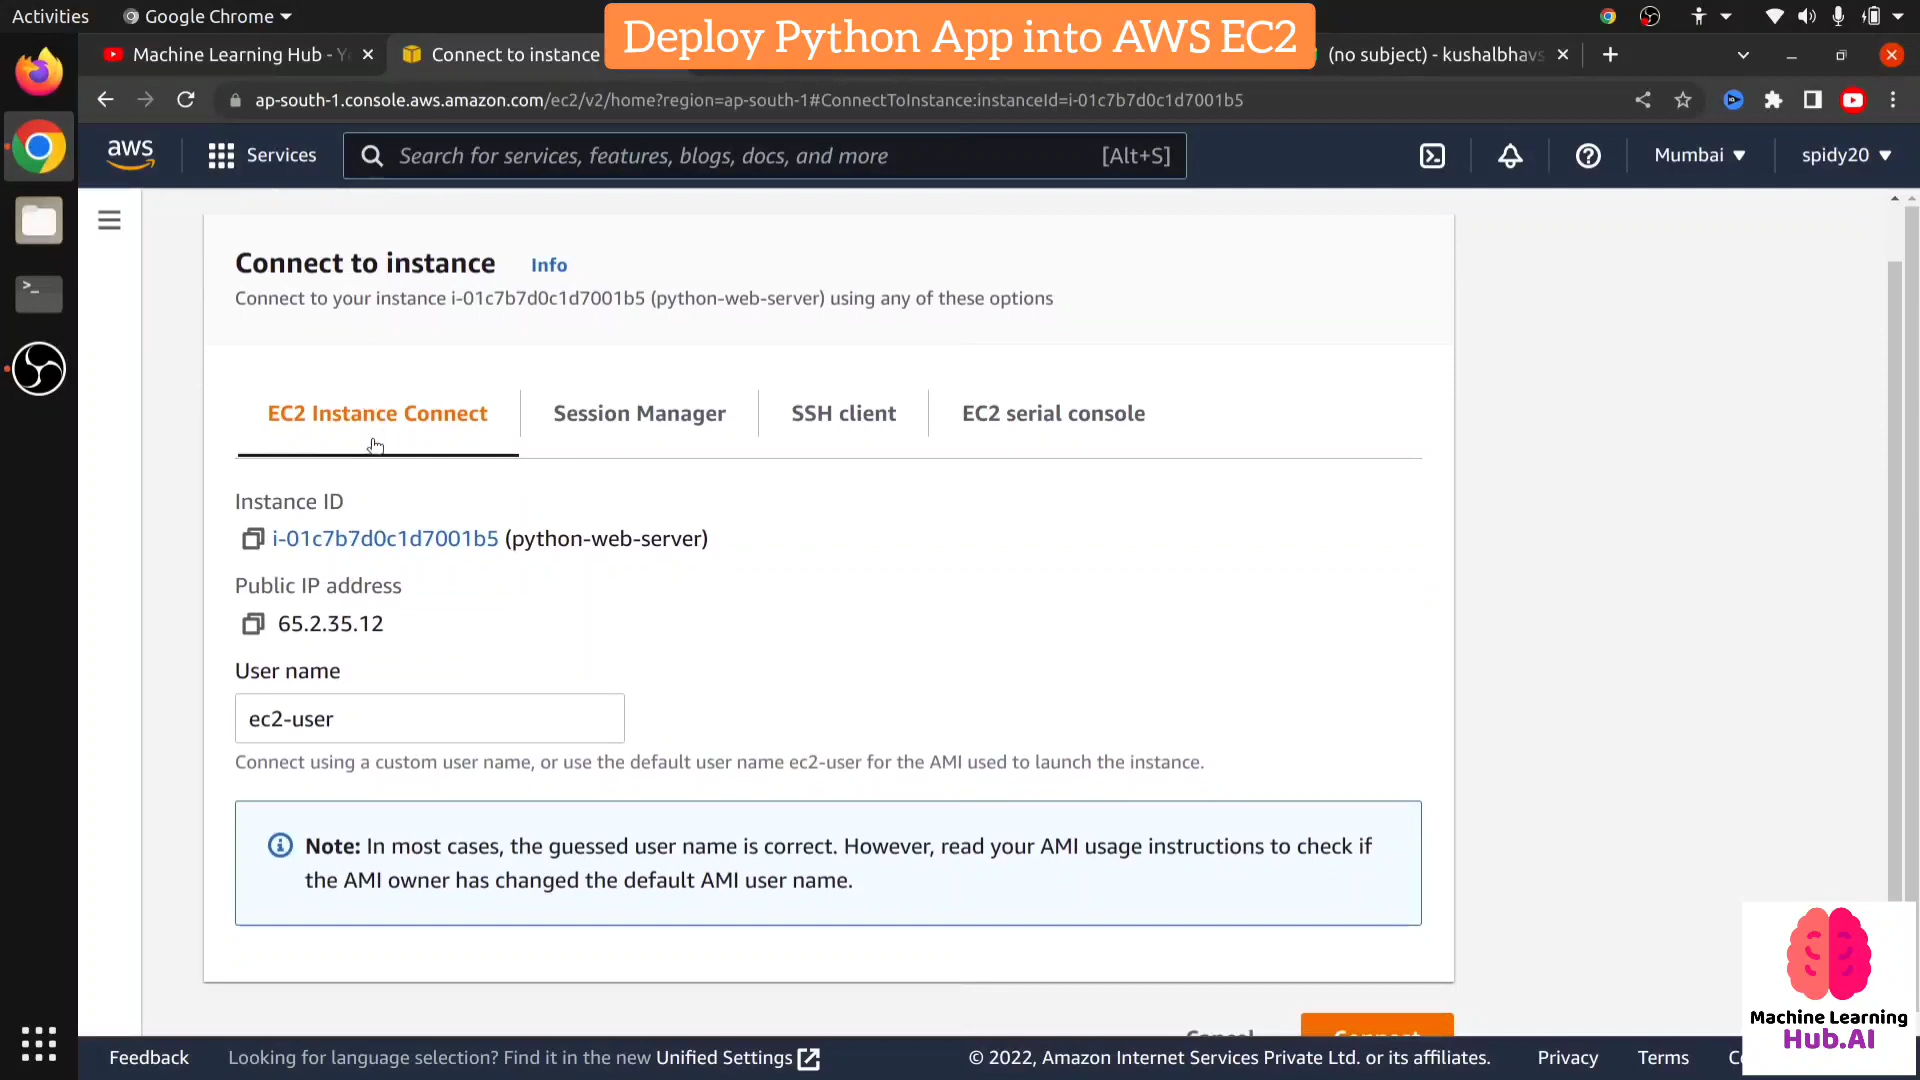 Activities
Google Chrome
Deploy Python App into AWS EC2
Machine Learning Hub - Y
Connect to instance
(no subject) - kushalbhavs
ap-south-1.console.aws.amazon.com/ec2/v2/home?region=ap-south-1#ConnectToInstance:instanceId=i-01c7b7d0c1d7001b5
aws
Services
Search for services, features, blogs, docs, and more
[Alt+S]
Mumbai
spidy20
Connect to instance
Info
Connect to your instance i-01c7b7d0c1d7001b5 (python-web-server) using any of these options
EC2 Instance Connect
Session Manager
SSH client
EC2 serial console
Instance ID
i-01c7b7d0c1d7001b5 (python-web-server)
Public IP address
65.2.35.12
User name
ec2-user
Connect using a custom user name, or use the default user name ec2-user for the AMI used to launch the instance.
Note: In most cases, the guessed user name is correct. However, read your AMI usage instructions to check if
the AMI owner has changed the default AMI user name.
Cancel
Connect
Machine Learning
Hub.AI
Feedback
Looking for language selection? Find it in the new Unified Settings
© 2022, Amazon Internet Services Private Ltd. or its affiliates.
Privacy
Terms